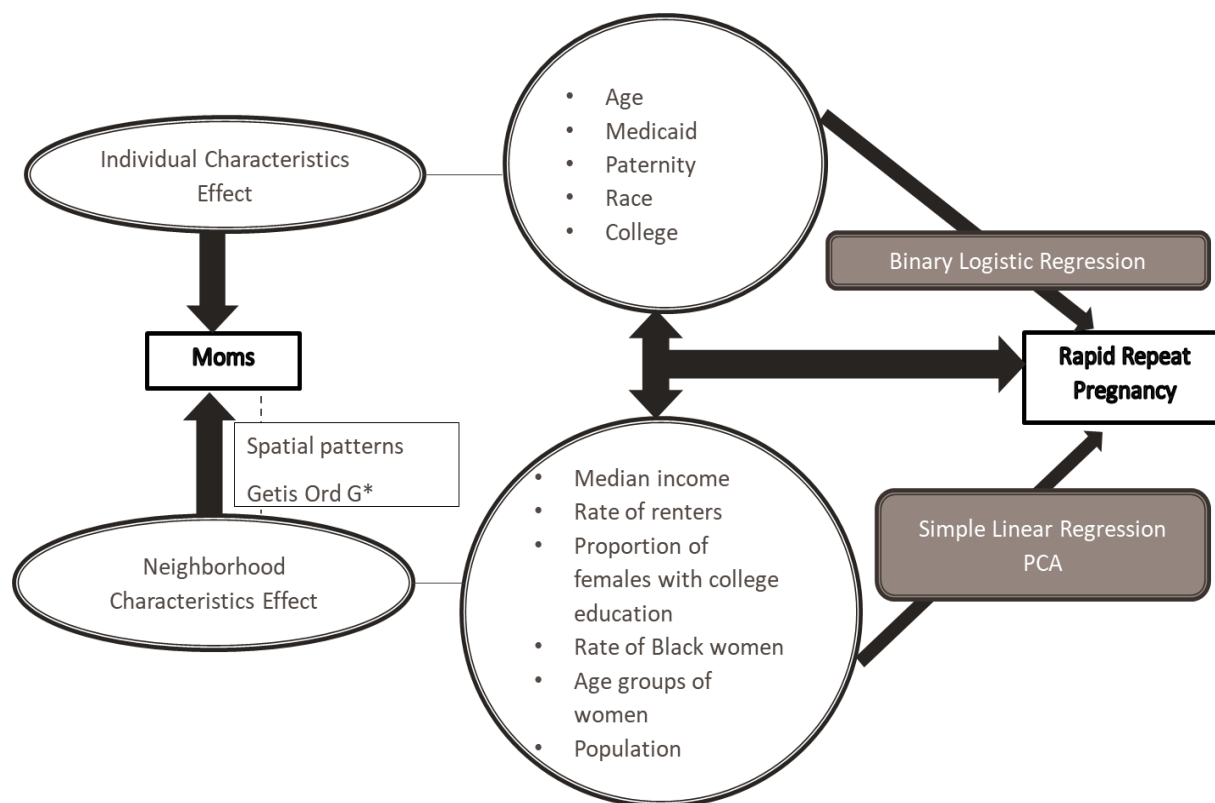 Individual Characteristics
Effect
• Age
• Medicaid
• Paternity
• Race
• College
Binary Logistic Regression
Moms
Rapid Repeat
Pregnancy
Spatial patterns
Getis Ord G*
Neighborhood
Characteristics Effect
• Median income
• Rate of renters
• Proportion of
females with college
education
• Rate of Black women
• Age groups of
women
• Population
Simple Linear Regression
PCA